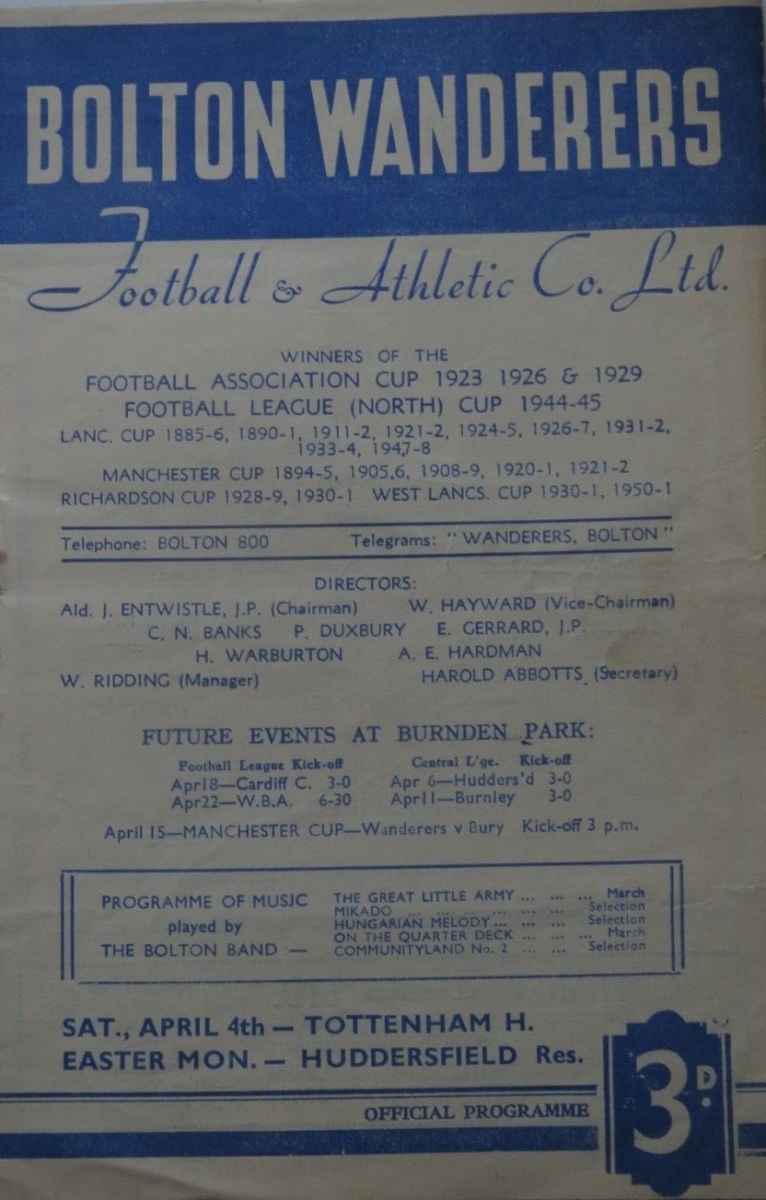 BOLTON WANDERERS
Football & Athletic Co. Ltd.
WINNERS OF THE
FOOTBALL ASSOCIATION CUP 1923 1926 & 1929
FOOTBALL LEAGUE (NORTH) CUP 1944-45
LANC. CUP 1885-6, 1890-1, 1911-2, 1921-2, 1924-5, 1926-7, 1931-2,
1933-4, 1947-8
MANCHESTER CUP 1894-5, 1905,6, 1908-9, 1920-1, 1921-2
RICHARDSON CUP 1928-9, 1930-1 WEST LANCS. CUP 1930-1, 1950-1
Telephone: BOLTON 800 Telegrams: "WANDERERS, BOLTON"
DIRECTORS:
Ald. J. ENTWISTLE, J.P. (Chairman) W. HAYWARD (Vice-Chairman)
C. N. BANKS P. DUXBURY E. GERRARD, J.P.
H. WARBURTON A. E. HARDMAN
W. RIDDING (Manager) HAROLD ABBOTTS (Secretary)
FUTURE EVENTS AT BURNDEN PARK:
Football League Kick-off Central L'ge. Kick-off
Apr18—Cardiff C. 3-0 Apr 6—Hudders'd 3-0
Apr22—W.B.A. 6-30 Apr11—Burnley 3-0
April 15—MANCHESTER CUP—Wanderers v Bury Kick-off 3 p.m.
PROGRAMME OF MUSIC
played by
THE BOLTON BAND —
THE GREAT LITTLE ARMY ... ... ... March
MIKADO ... ... ... ... ... ... Selection
HUNGARIAN MELODY ... ... ... Selection
ON THE QUARTER DECK ... ... ... March
COMMUNITYLAND No. 2 ... ... Selection
SAT., APRIL 4th — TOTTENHAM H.
EASTER MON. — HUDDERSFIELD Res.
OFFICIAL PROGRAMME
3D.